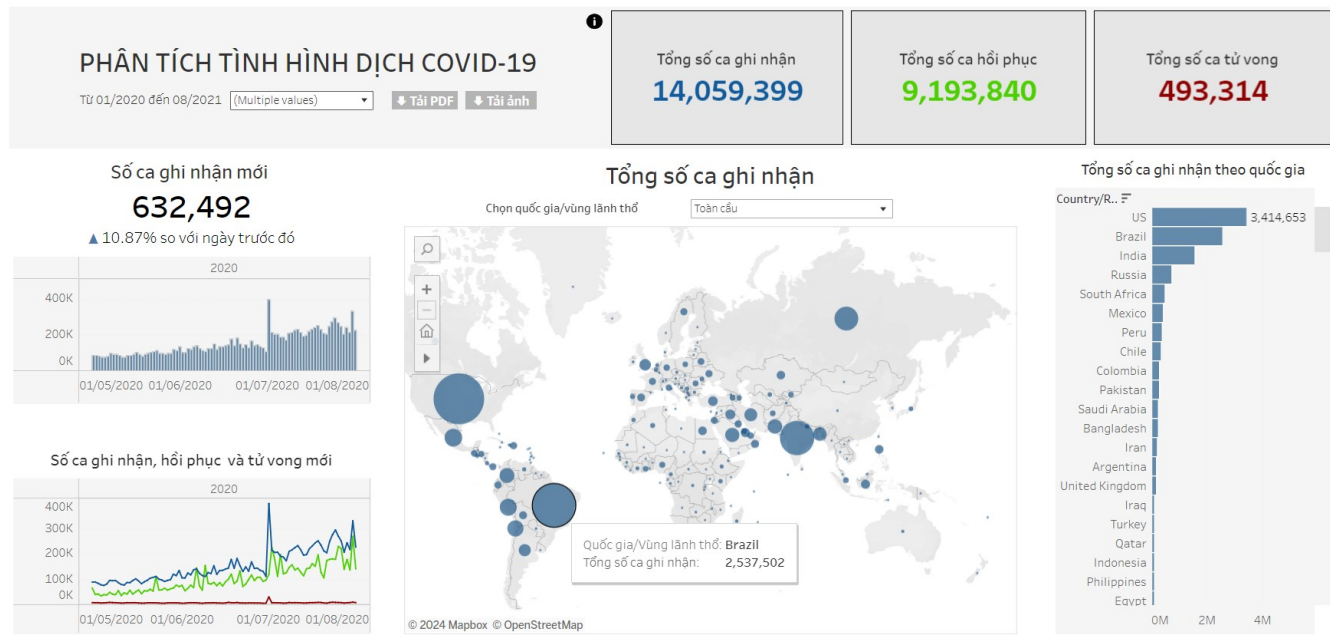 PHÂN TÍCH TÌNH HÌNH DỊCH COVID-19
Từ 01/2020 đến 08/2021 (Multiple values) Tải PDF Tải ảnh
i
Tổng số ca ghi nhận
14,059,399
Tổng số ca hồi phục
9,193,840
Tổng số ca tử vong
493,314
Số ca ghi nhận mới
632,492
▲ 10.87% so với ngày trước đó
2020
400K
200K
0K
01/05/2020 01/06/2020 01/07/2020 01/08/2020
Số ca ghi nhận, hồi phục và tử vong mới
2020
400K
300K
200K
100K
0K
01/05/2020 01/06/2020 01/07/2020 01/08/2020
Tổng số ca ghi nhận
Chọn quốc gia/vùng lãnh thổ Toàn cầu
Quốc gia/Vùng lãnh thổ: Brazil
Tổng số ca ghi nhận: 2,537,502
© 2024 Mapbox © OpenStreetMap
Tổng số ca ghi nhận theo quốc gia
Country/R..
US 3,414,653
Brazil
India
Russia
South Africa
Mexico
Peru
Chile
Colombia
Pakistan
Saudi Arabia
Bangladesh
Iran
Argentina
United Kingdom
Iraq
Turkey
Qatar
Indonesia
Philippines
Egypt
0M 2M 4M